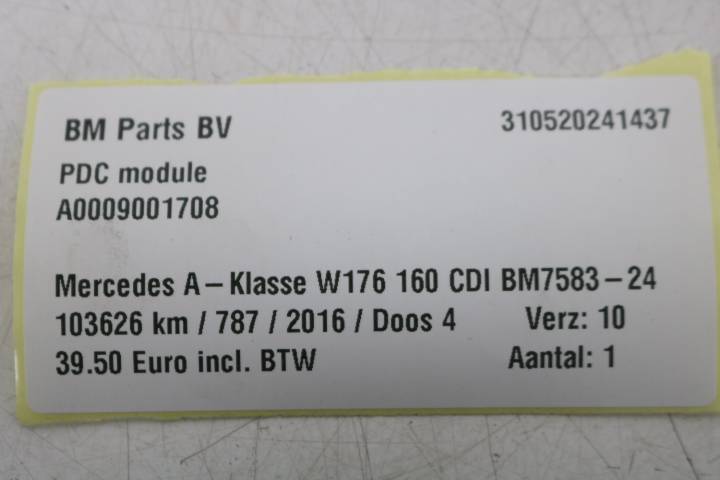 BM Parts BV 310520241437
PDC module
A0009001708
Mercedes A-Klasse W176 160 CDI BM7583-24
103626 km / 787 / 2016 / Doos 4 Verz: 10
39.50 Euro incl. BTW Aantal: 1